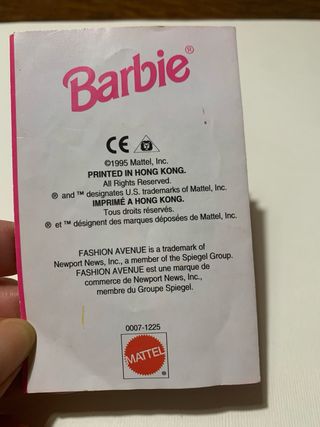 Barbie®
CE
©1995 Mattel, Inc.
PRINTED IN HONG KONG.
All Rights Reserved.
® and ™ designates U.S. trademarks of Mattel, Inc.
IMPRIMÉ A HONG KONG.
Tous droits réservés.
® et ™ désignent des marques déposées de Mattel, Inc.
FASHION AVENUE is a trademark of
Newport News, Inc., a member of the Spiegel Group.
FASHION AVENUE est une marque de
commerce de Newport News, Inc.,
membre du Groupe Spiegel.
0007-1225
MATTEL